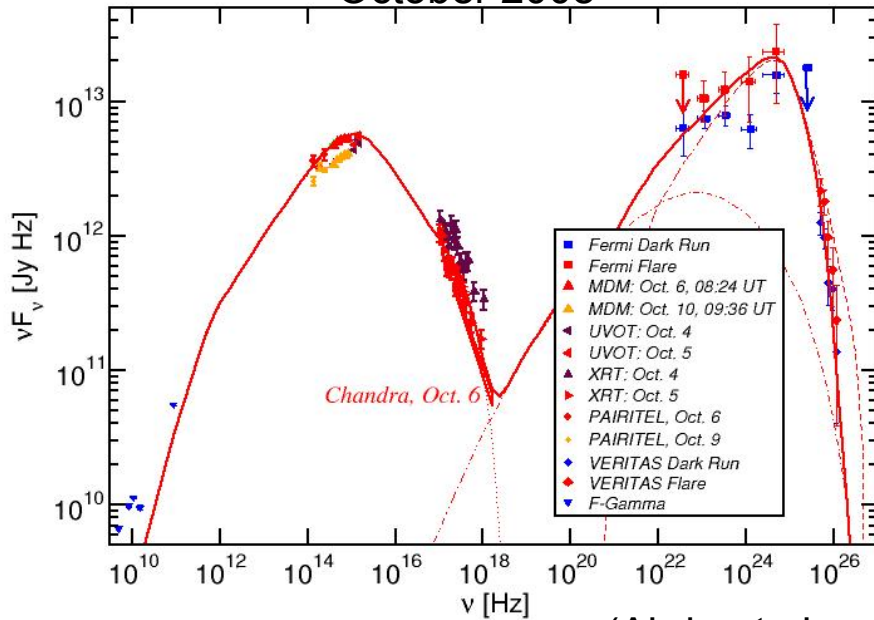 10^13
10^12
10^11
10^10
νF_ν [Jy Hz]
Chandra, Oct. 6
Fermi Dark Run
Fermi Flare
MDM: Oct. 6, 08:24 UT
MDM: Oct. 10, 09:36 UT
UVOT: Oct. 4
UVOT: Oct. 5
XRT: Oct. 4
XRT: Oct. 5
PAIRITEL, Oct. 6
PAIRITEL, Oct. 9
VERITAS Dark Run
VERITAS Flare
F-Gamma
10^10 10^12 10^14 10^16 10^18 10^20 10^22 10^24 10^26
ν [Hz]